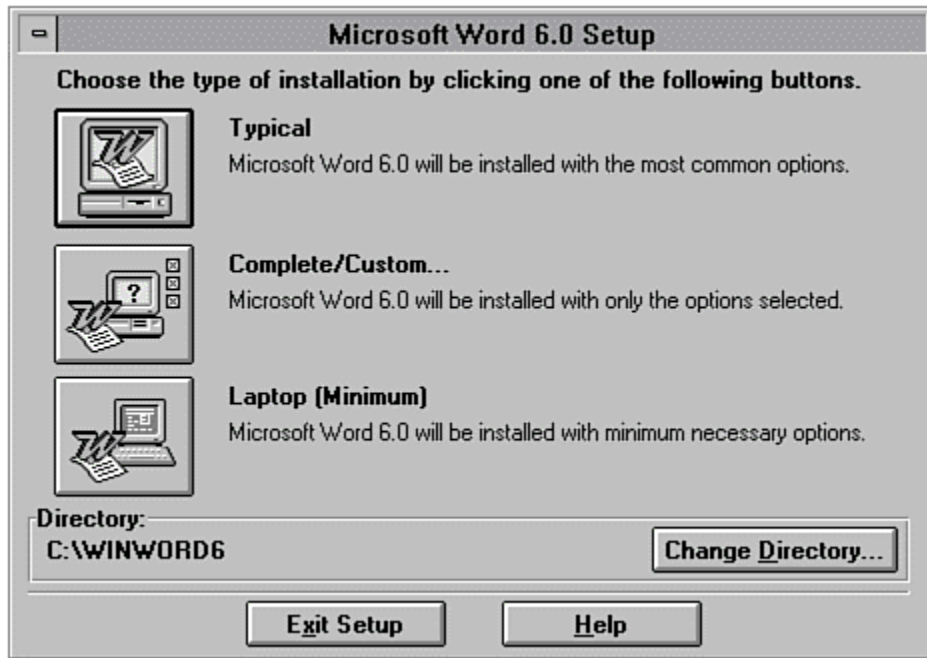 Microsoft Word 6.0 Setup
Choose the type of installation by clicking one of the following buttons.
Typical
Microsoft Word 6.0 will be installed with the most common options.
Complete/Custom...
Microsoft Word 6.0 will be installed with only the options selected.
Laptop (Minimum)
Microsoft Word 6.0 will be installed with minimum necessary options.
Directory:
C:\WINWORD6
Change Directory...
Exit Setup
Help